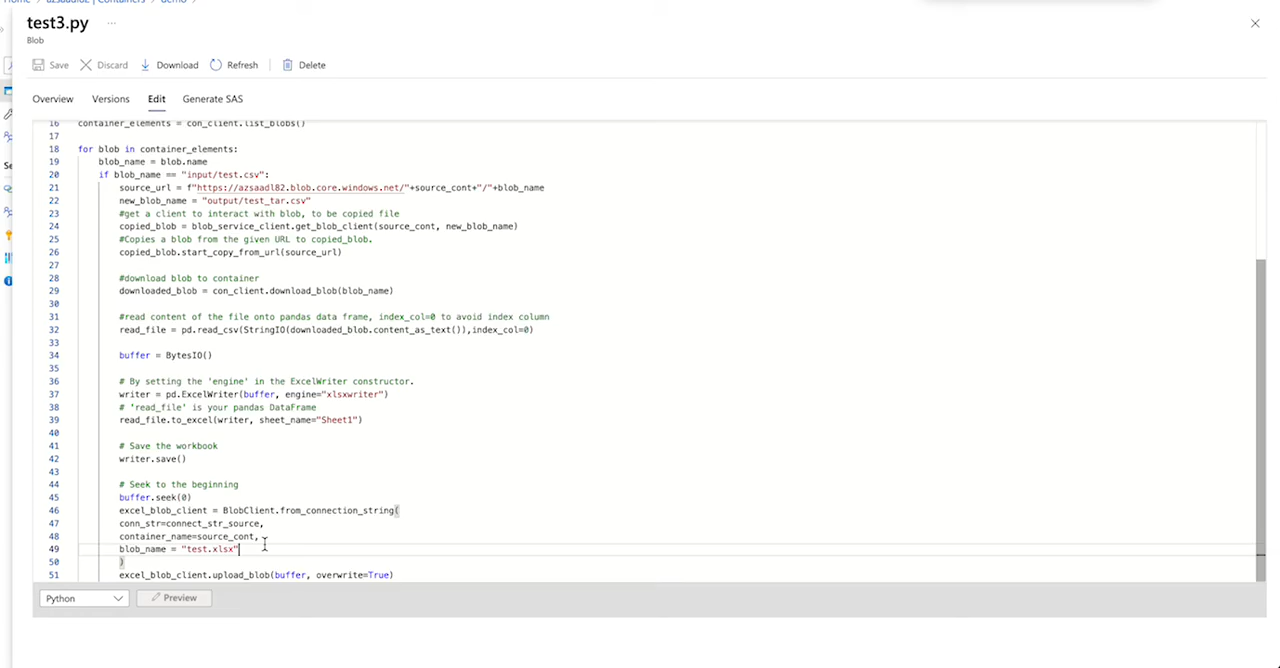 Home > azsaadl82 | Containers > demo >
test3.py ...
Blob
Save Discard Download Refresh Delete
Overview Versions Edit Generate SAS
16 container_elements = con_client.list_blobs()
17
18 for blob in container_elements:
19 blob_name = blob.name
20 if blob_name == "input/test.csv":
21 source_url = f"https://azsaadl82.blob.core.windows.net/"+source_cont+"/"+blob_name
22 new_blob_name = "output/test_tar.csv"
23 #get a client to interact with blob, to be copied file
24 copied_blob = blob_service_client.get_blob_client(source_cont, new_blob_name)
25 #Copies a blob from the given URL to copied_blob.
26 copied_blob.start_copy_from_url(source_url)
27
28 #download blob to container
29 downloaded_blob = con_client.download_blob(blob_name)
30
31 #read content of the file onto pandas data frame, index_col=0 to avoid index column
32 read_file = pd.read_csv(StringIO(downloaded_blob.content_as_text()),index_col=0)
33
34 buffer = BytesIO()
35
36 # By setting the 'engine' in the ExcelWriter constructor.
37 writer = pd.ExcelWriter(buffer, engine="xlsxwriter")
38 # 'read_file' is your pandas DataFrame
39 read_file.to_excel(writer, sheet_name="Sheet1")
40
41 # Save the workbook
42 writer.save()
43
44 # Seek to the beginning
45 buffer.seek(0)
46 excel_blob_client = BlobClient.from_connection_string(
47 conn_str=connect_str_source,
48 container_name=source_cont,
49 blob_name = "test.xlsx"
50 )
51 excel_blob_client.upload_blob(buffer, overwrite=True)
Python Preview